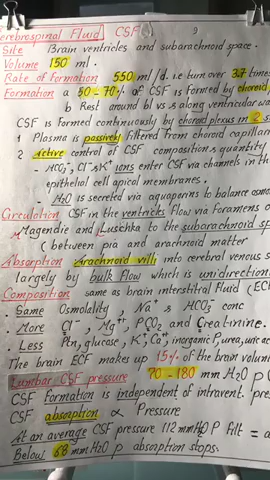 Cerebrospinal Fluid CSF 9
Site Brain ventricles and subarachnoid space.
Volume 150 ml.
Rate of Formation 550 ml/d. i.e turn over 3.7 time
Formation a 50-70% of CSF is formed by choroid
b Rest around bl vs & along ventricular wa
CSF is formed continuously by choroid plexus in 2 s
1 Plasma is passively filtered from choroid capillar
2 Active control of CSF composition & quantity
- HCO3-, Cl- & K+ ions enter CSF via channels in th
epithelial cell apical membranes.
- H2O is secreted via aquaporins to balance osmo
Circulation CSF in the ventricles flow via foramens o
Magendie and Luschka to the subarachnoid sp
(between pia and arachnoid matter
Absorption Arachnoid villi into cerebral venous s
largely by bulk flow which is unidirection
Composition same as brain interstitial fluid (EC
- Same Osmolality, Na+ & HCO3- conc
- More Cl-, Mg++, PCO2 and Creatinine.
- Less Ptn, glucose, K+, Ca++, inorganic P, urea, uric ac
The brain ECF makes up 15% of the brain volum
Lumbar CSF pressure 70-180 mm H2O p
CSF Formation is independent of intravent. pre
CSF absorption ∝ Pressure
At an average CSF pressure 112 mm H2O P filt = a
Below 68 mm H2O p absorption stops.